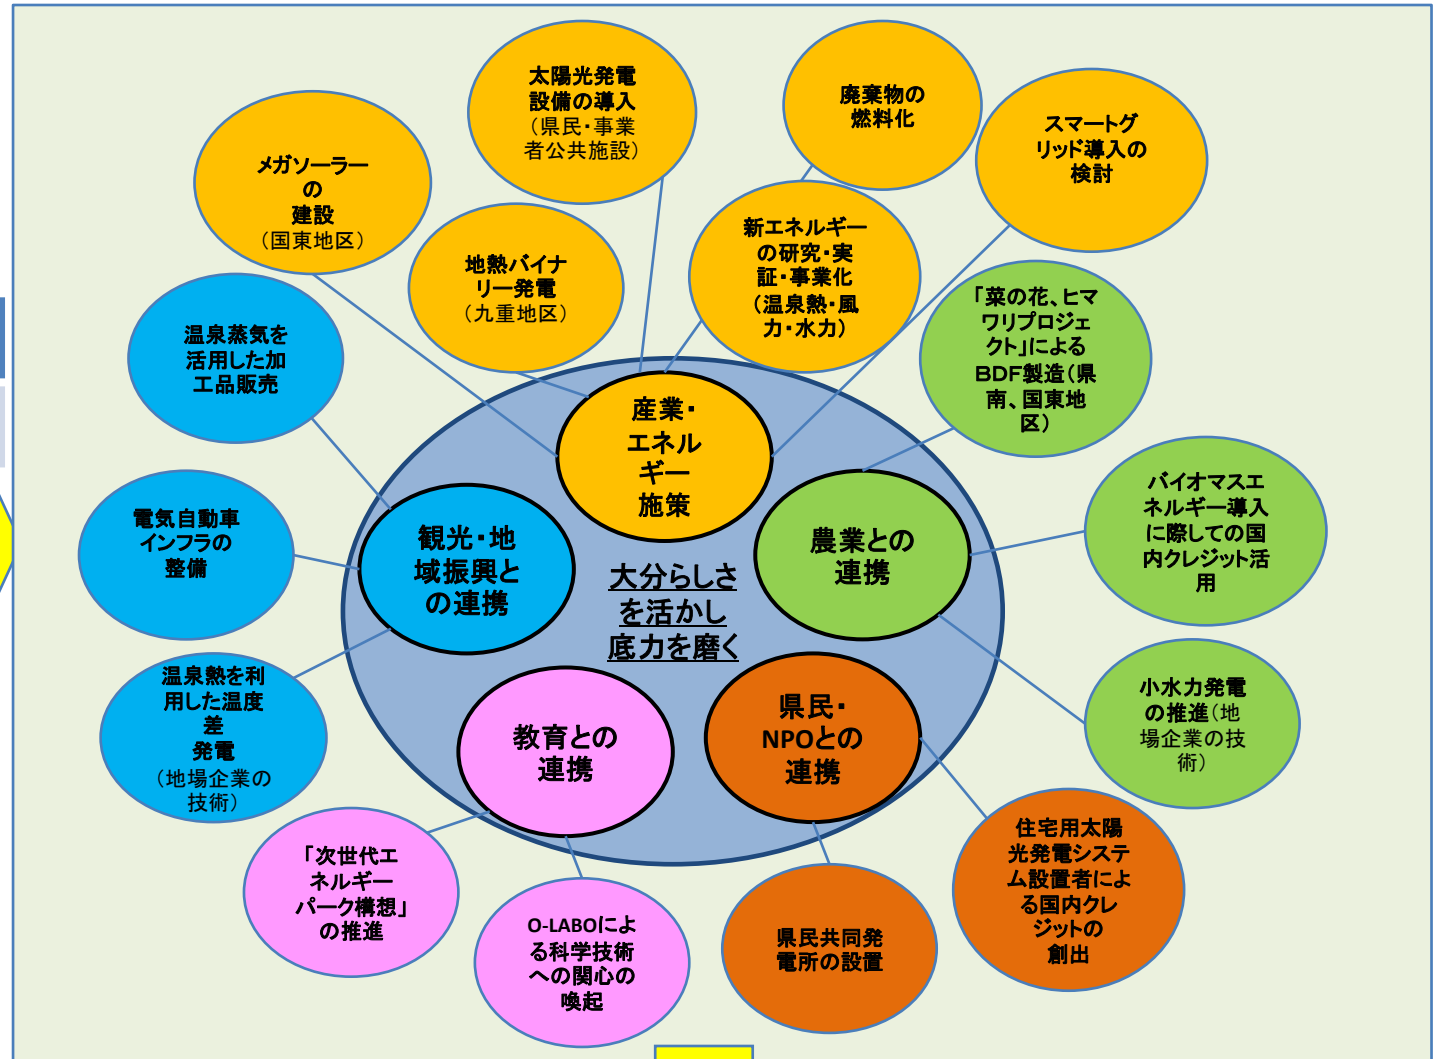 太陽光発電
設備の導入
（県民・事業
者公共施設）
廃棄物の
燃料化
スマートグ
リッド導入の
検討
メガソーラー
の
建設
（国東地区）
地熱バイナ
リー発電
（九重地区）
新エネルギー
の研究・実
証・事業化
（温泉熱・風
力・水力）
「菜の花、ヒマ
ワリプロジェ
クト」による
ＢＤＦ製造（県
南、国東地
区）
温泉蒸気を
活用した加
工品販売
産業・
エネル
ギー
施策
バイオマスエ
ネルギー導入
に際しての国
内クレジット活
用
電気自動車
インフラの
整備
観光・地
域振興と
の連携
農業との
連携
大分らしさ
を活かし
底力を磨く
温泉熱を利
用した温度
差
発電
（地場企業の
技術）
小水力発電
の推進（地
場企業の技
術）
教育との
連携
県民・
NPOとの
連携
「次世代エ
ネルギー
パーク構想」
の推進
O-LABOによ
る科学技術
への関心の
喚起
県民共同発
電所の設置
住宅用太陽
光発電システ
ム設置者によ
る国内クレ
ジットの
創出